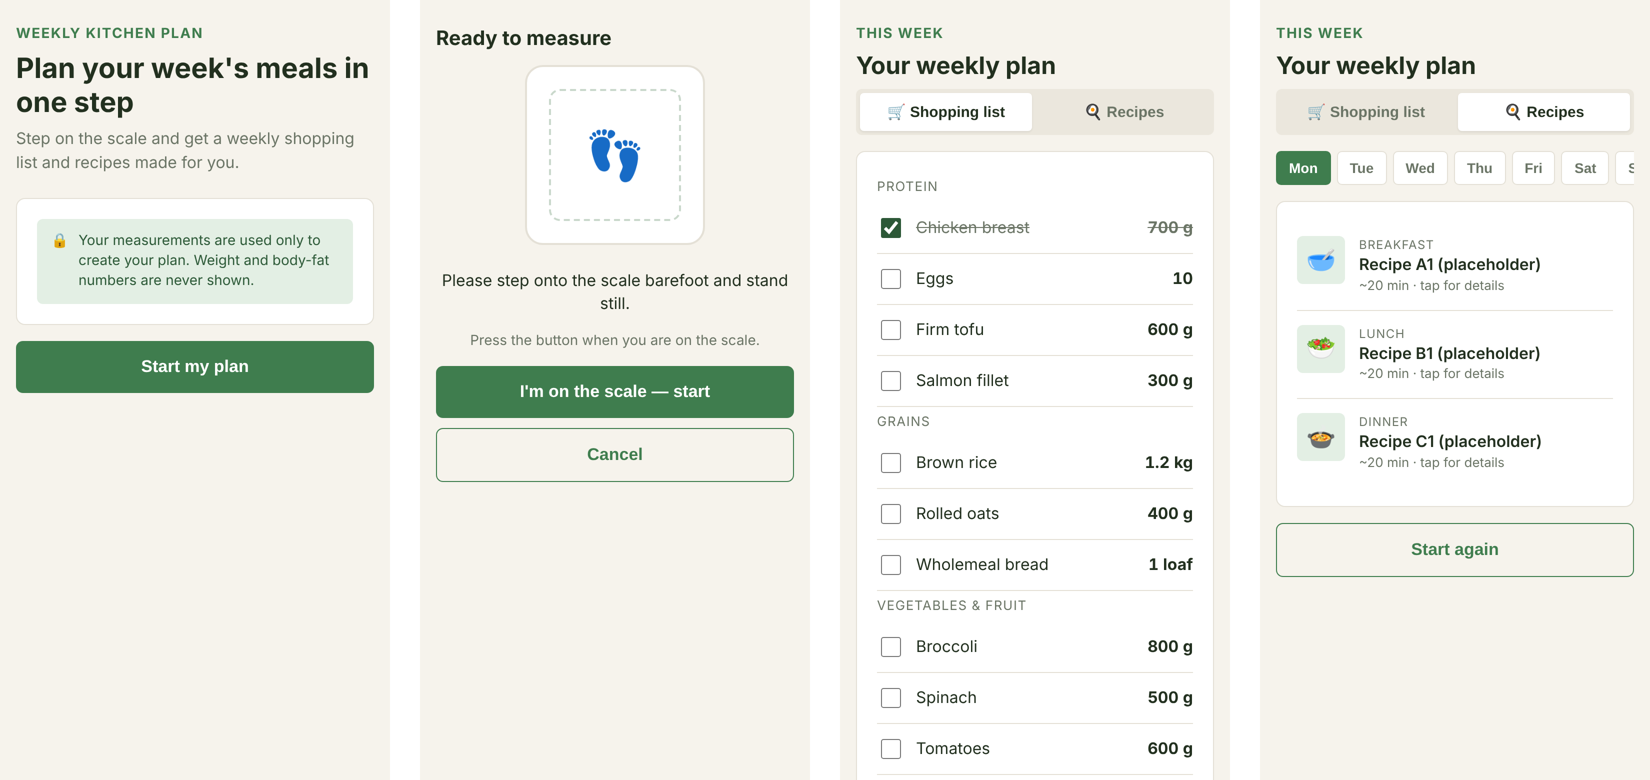 WEEKLY KITCHEN PLAN
Plan your week's meals in
one step
Step on the scale and get a weekly shopping
list and recipes made for you.
Your measurements are used only to
create your plan. Weight and body-fat
numbers are never shown.
Start my plan
Ready to measure
Please step onto the scale barefoot and stand
still.
Press the button when you are on the scale.
I'm on the scale — start
Cancel
THIS WEEK
Your weekly plan
Shopping list
Recipes
PROTEIN
Chicken breast 700 g
Eggs 10
Firm tofu 600 g
Salmon fillet 300 g
GRAINS
Brown rice 1.2 kg
Rolled oats 400 g
Wholemeal bread 1 loaf
VEGETABLES & FRUIT
Broccoli 800 g
Spinach 500 g
Tomatoes 600 g
THIS WEEK
Your weekly plan
Shopping list
Recipes
Mon Tue Wed Thu Fri Sat
BREAKFAST
Recipe A1 (placeholder)
~20 min · tap for details
LUNCH
Recipe B1 (placeholder)
~20 min · tap for details
DINNER
Recipe C1 (placeholder)
~20 min · tap for details
Start again